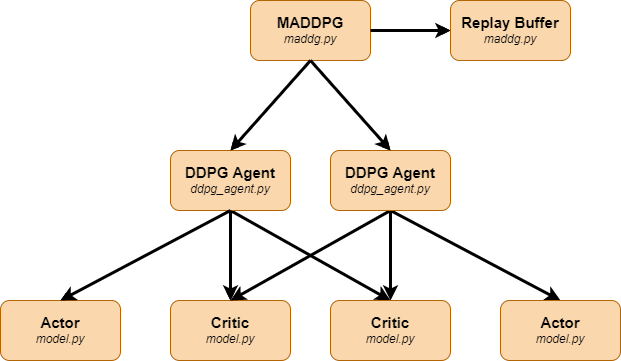 MADDPG
maddg.py
Replay Buffer
maddg.py
DDPG Agent
ddpg_agent.py
DDPG Agent
ddpg_agent.py
Actor
model.py
Critic
model.py
Critic
model.py
Actor
model.py